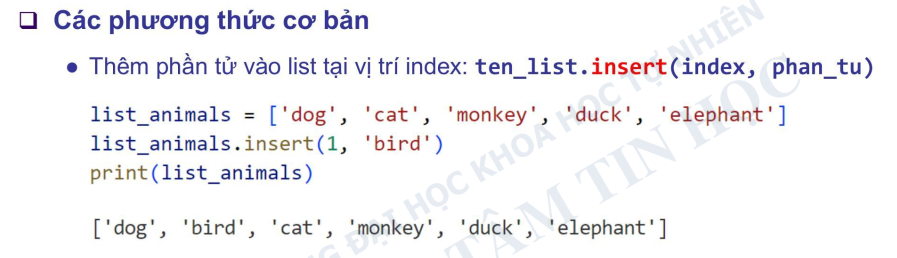 ❑ Các phương thức cơ bản
● Thêm phần tử vào list tại vị trí index: ten_list.insert(index, phan_tu)
list_animals = ['dog', 'cat', 'monkey', 'duck', 'elephant']
list_animals.insert(1, 'bird')
print(list_animals)
['dog', 'bird', 'cat', 'monkey', 'duck', 'elephant']
NG ĐẠI HỌC KHOA HỌC TỰ NHIÊN
TÂM TIN HỌC